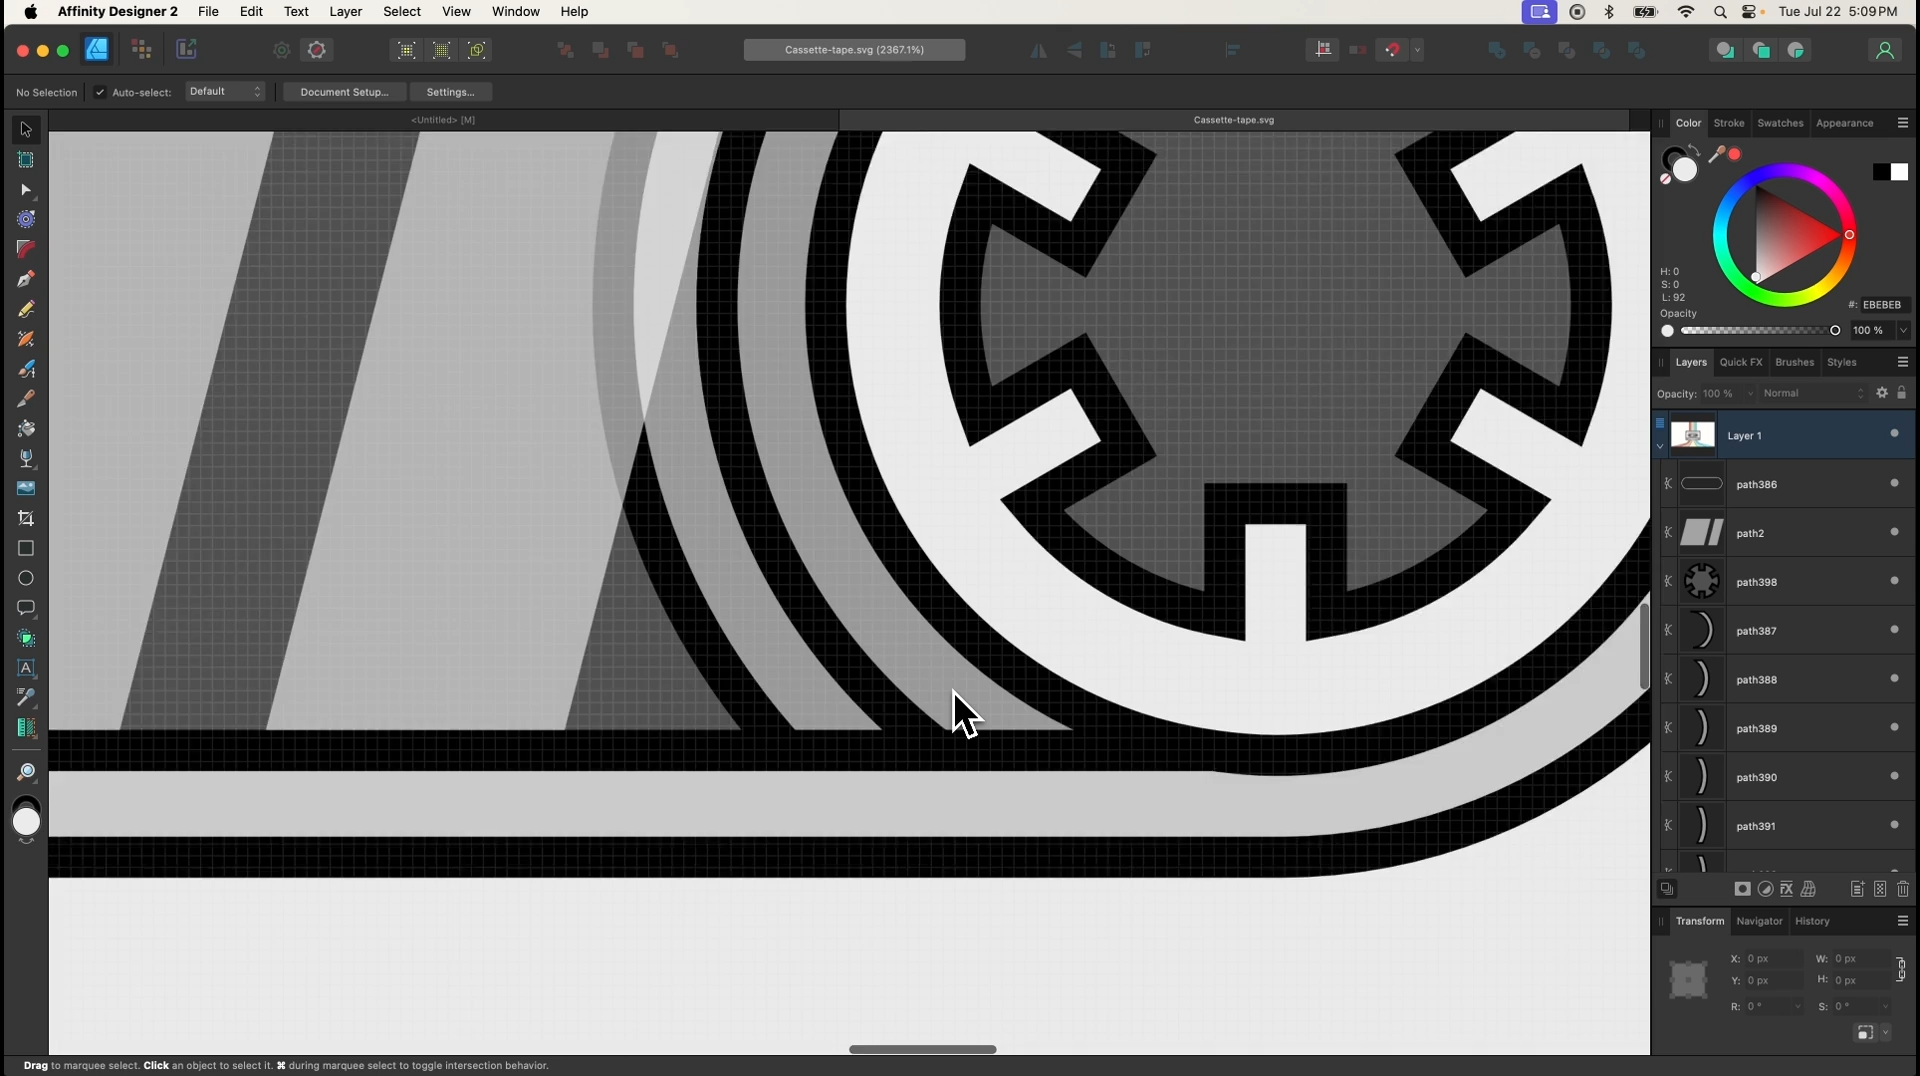 Affinity Designer 2 File Edit Text Layer Select View Window Help Tue Jul 22 5:09 PM
Cassette-tape.svg (2367.1%)
No Selection Auto-select: Default Document Setup... Settings...
<Untitled> [M] Cassette-tape.svg
Color Stroke Swatches Appearance
H: 0
S: 0
L: 92
#: EBEBEB
Opacity
100 %
Layers Quick FX Brushes Styles
Opacity: 100 % Normal
Layer 1
path386
path2
path398
path387
path388
path389
path390
path391
Transform Navigator History
X: 0 px W: 0 px
Y: 0 px H: 0 px
R: 0 ° S: 0 °
Drag to marquee select. Click an object to select it. ⌘ during marquee select to toggle intersection behavior.